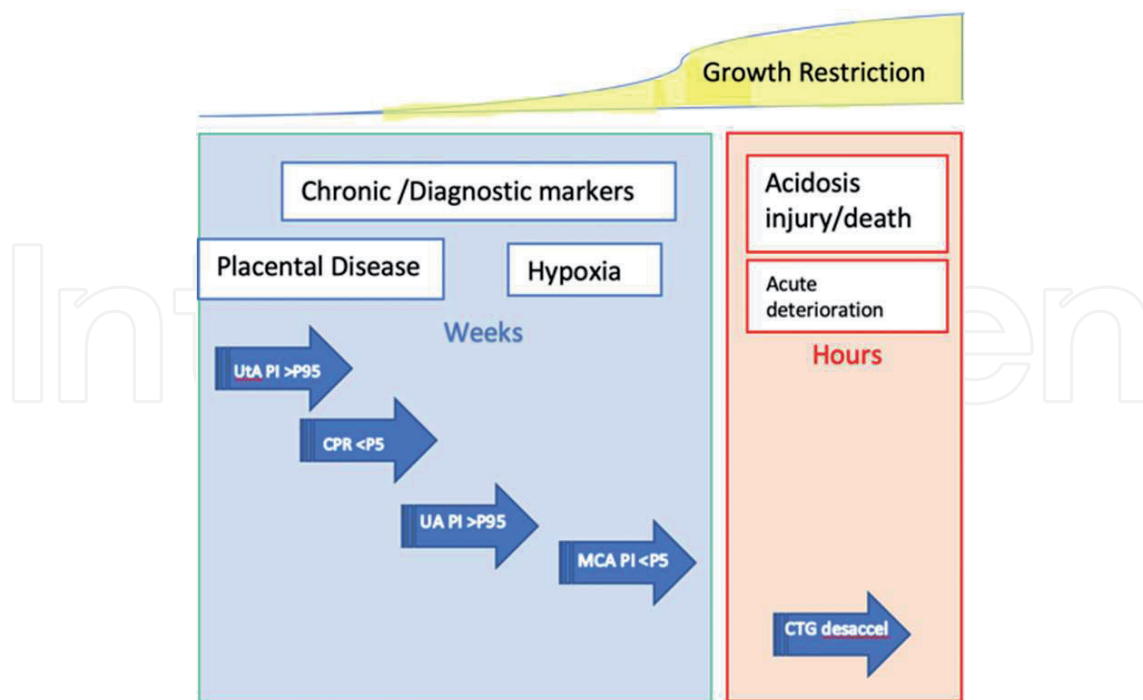 Growth Restriction
Chronic /Diagnostic markers
Acidosis
injury/death
Placental Disease
Hypoxia
Acute
deterioration
Weeks
Hours
UtA PI >P95
CPR <P5
UA PI >P95
MCA PI <P5
CTG desaccel